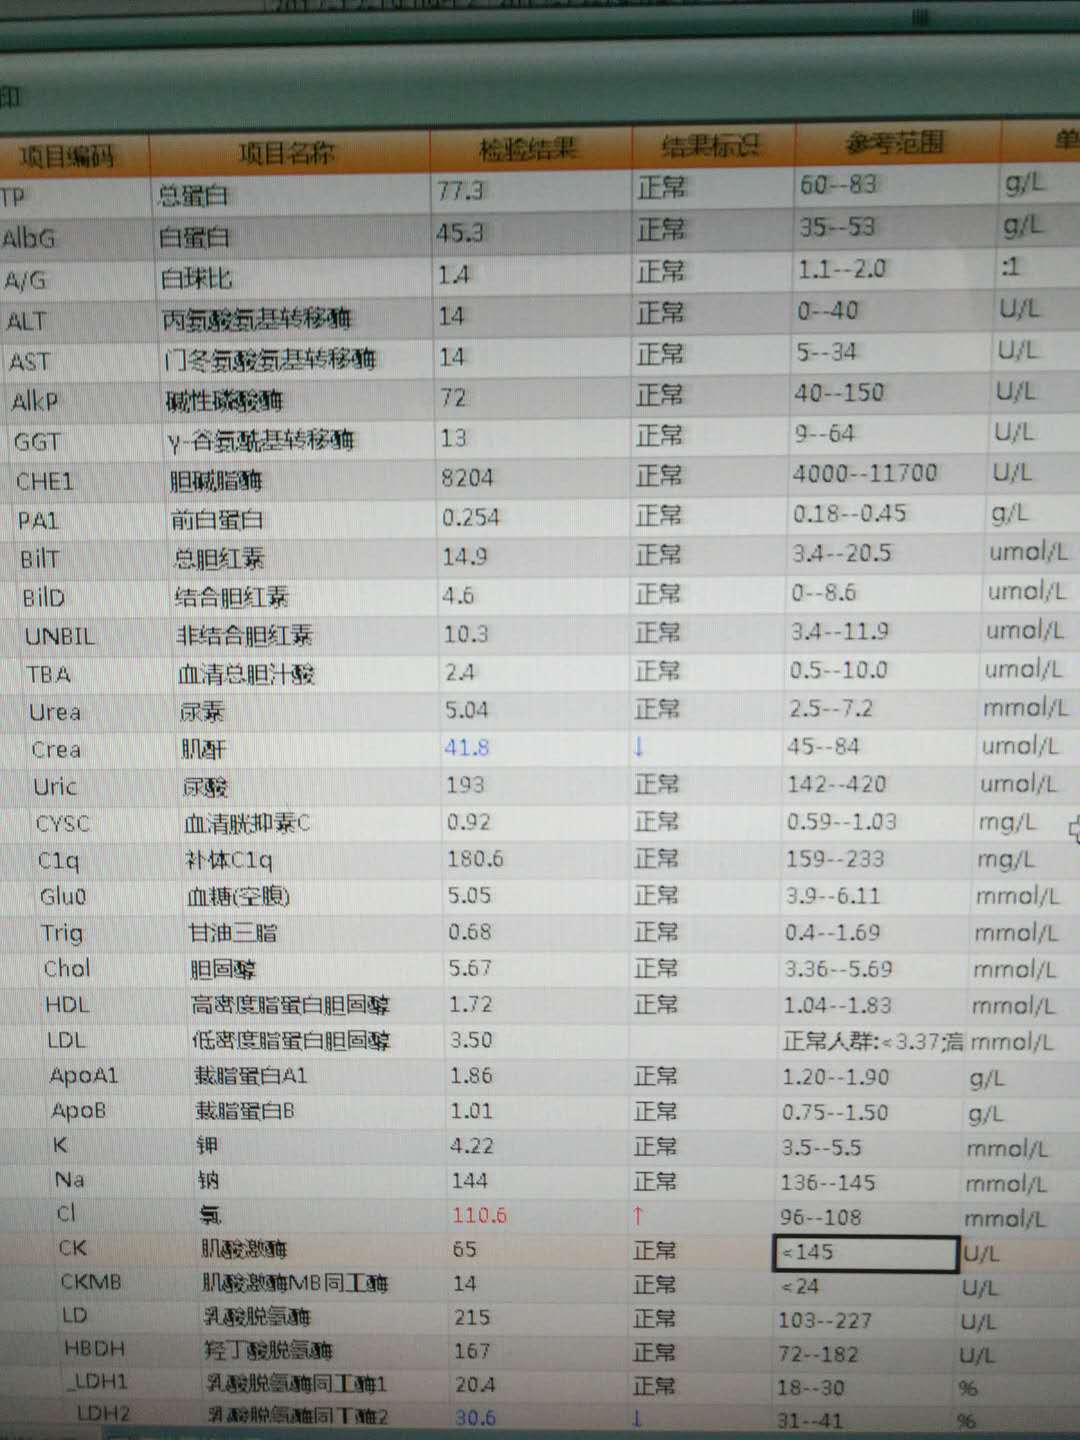 印
项目编码 项目名称 检验结果 结果标识 参考范围 单
TP 总蛋白 77.3 正常 60--83 g/L
AlbG 白蛋白 45.3 正常 35--53 g/L
A/G 白球比 1.4 正常 1.1--2.0 :1
ALT 丙氨酸氨基转移酶 14 正常 0--40 U/L
AST 门冬氨酸氨基转移酶 14 正常 5--34 U/L
AlkP 碱性磷酸酶 72 正常 40--150 U/L
GGT γ-谷氨酰基转移酶 13 正常 9--64 U/L
CHE1 胆碱脂酶 8204 正常 4000--11700 U/L
PA1 前白蛋白 0.254 正常 0.18--0.45 g/L
BilT 总胆红素 14.9 正常 3.4--20.5 umol/L
BilD 结合胆红素 4.6 正常 0--8.6 umol/L
UNBIL 非结合胆红素 10.3 正常 3.4--11.9 umol/L
TBA 血清总胆汁酸 2.4 正常 0.5--10.0 umol/L
Urea 尿素 5.04 正常 2.5--7.2 mmol/L
Crea 肌酐 41.8 ↓ 45--84 umol/L
Uric 尿酸 193 正常 142--420 umol/L
CYSC 血清胱抑素C 0.92 正常 0.59--1.03 mg/L
C1q 补体C1q 180.6 正常 159--233 mg/L
Glu0 血糖(空腹) 5.05 正常 3.9--6.11 mmol/L
Trig 甘油三脂 0.68 正常 0.4--1.69 mmol/L
Chol 胆固醇 5.67 正常 3.36--5.69 mmol/L
HDL 高密度脂蛋白胆固醇 1.72 正常 1.04--1.83 mmol/L
LDL 低密度脂蛋白胆固醇 3.50 正常人群:<3.37;高 mmol/L
ApoA1 载脂蛋白A1 1.86 正常 1.20--1.90 g/L
ApoB 载脂蛋白B 1.01 正常 0.75--1.50 g/L
K 钾 4.22 正常 3.5--5.5 mmol/L
Na 钠 144 正常 136--145 mmol/L
Cl 氯 110.6 ↑ 96--108 mmol/L
CK 肌酸激酶 65 正常 <145 U/L
CKMB 肌酸激酶MB同工酶 14 正常 <24 U/L
LD 乳酸脱氢酶 215 正常 103--227 U/L
HBDH 羟丁酸脱氢酶 167 正常 72--182 U/L
_LDH1 乳酸脱氢酶同工酶1 20.4 正常 18--30 %
LDH2 乳酸脱氢酶同工酶2 30.6 ↓ 31--41 %